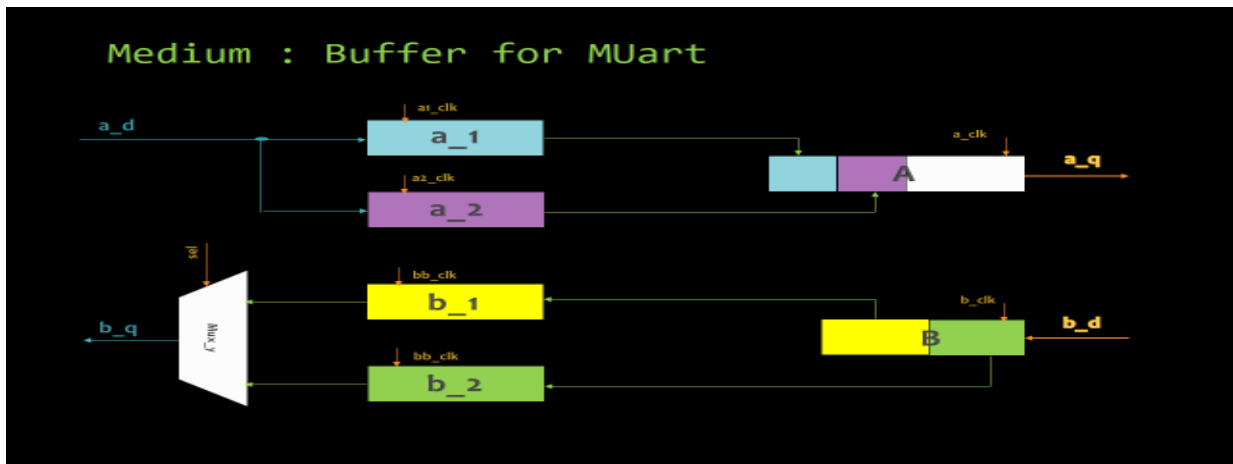 Medium : Buffer for MUart
a1_clk
a_d
a_1
a_clk
a_q
A
a2_clk
a_2
sel
bb_clk
b_1
b_clk
b_q
Mux_y
b_d
B
bb_clk
b_2